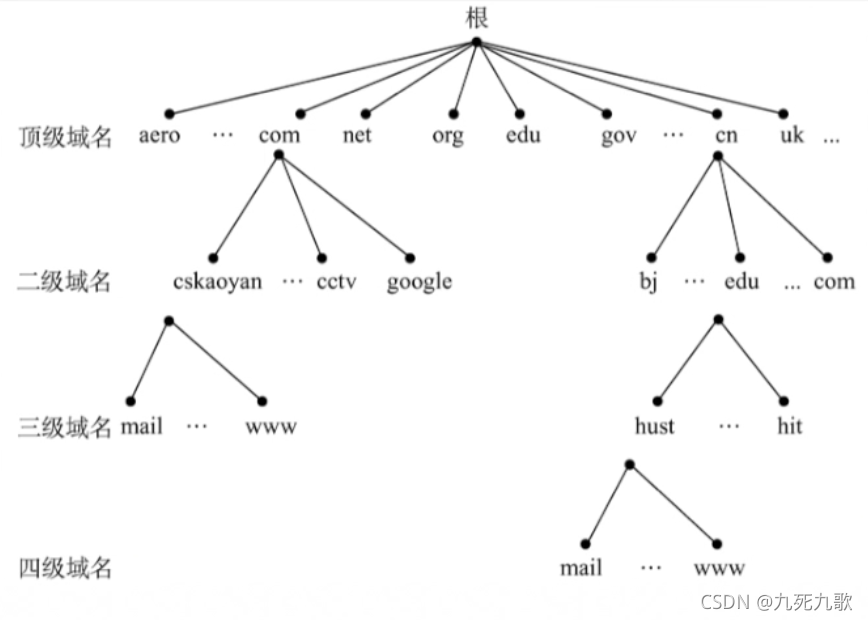 根
顶级域名 aero ··· com net org edu gov ··· cn uk ...
二级域名 cskaoyan ··· cctv google bj ··· edu ... com
三级域名 mail ··· www hust ··· hit
四级域名 mail ··· www
CSDN @九死九歌